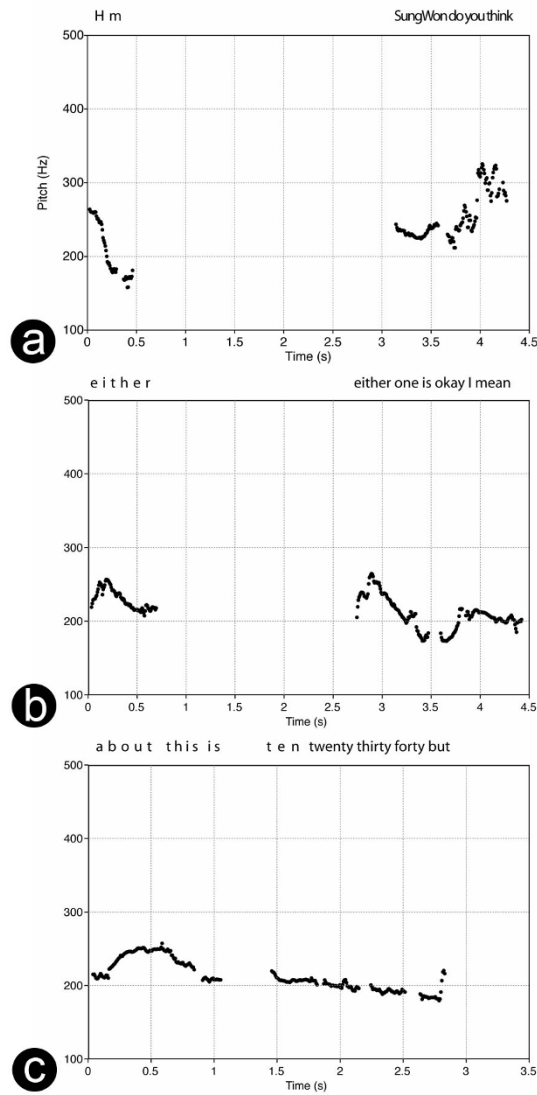 H m SungWon do you think
500
400
300
200
100
Pitch (Hz)
0 0.5 1 1.5 2 2.5 3 3.5 4 4.5
Time (s)
a
either either one is okay I mean
500
400
300
200
100
0 0.5 1 1.5 2 2.5 3 3.5 4 4.5
Time (s)
b
about this is ten twenty thirty forty but
500
400
300
200
100
0 0.5 1 1.5 2 2.5 3 3.5
Time (s)
c